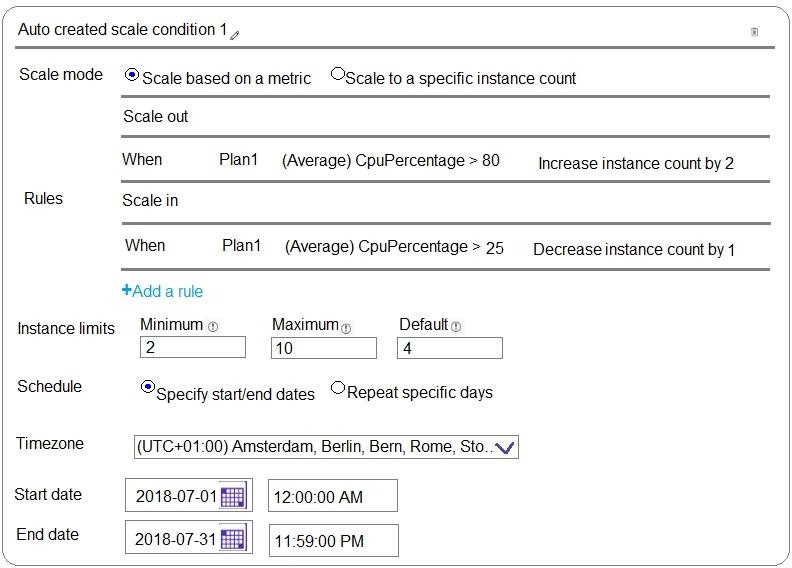 Auto created scale condition 1
Scale mode Scale based on a metric Scale to a specific instance count
Scale out
When Plan1 (Average) CpuPercentage > 80 Increase instance count by 2
Rules Scale in
When Plan1 (Average) CpuPercentage > 25 Decrease instance count by 1
+Add a rule
Instance limits Minimum Maximum Default
2 10 4
Schedule Specify start/end dates Repeat specific days
Timezone (UTC+01:00) Amsterdam, Berlin, Bern, Rome, Sto..
Start date 2018-07-01 12:00:00 AM
End date 2018-07-31 11:59:00 PM